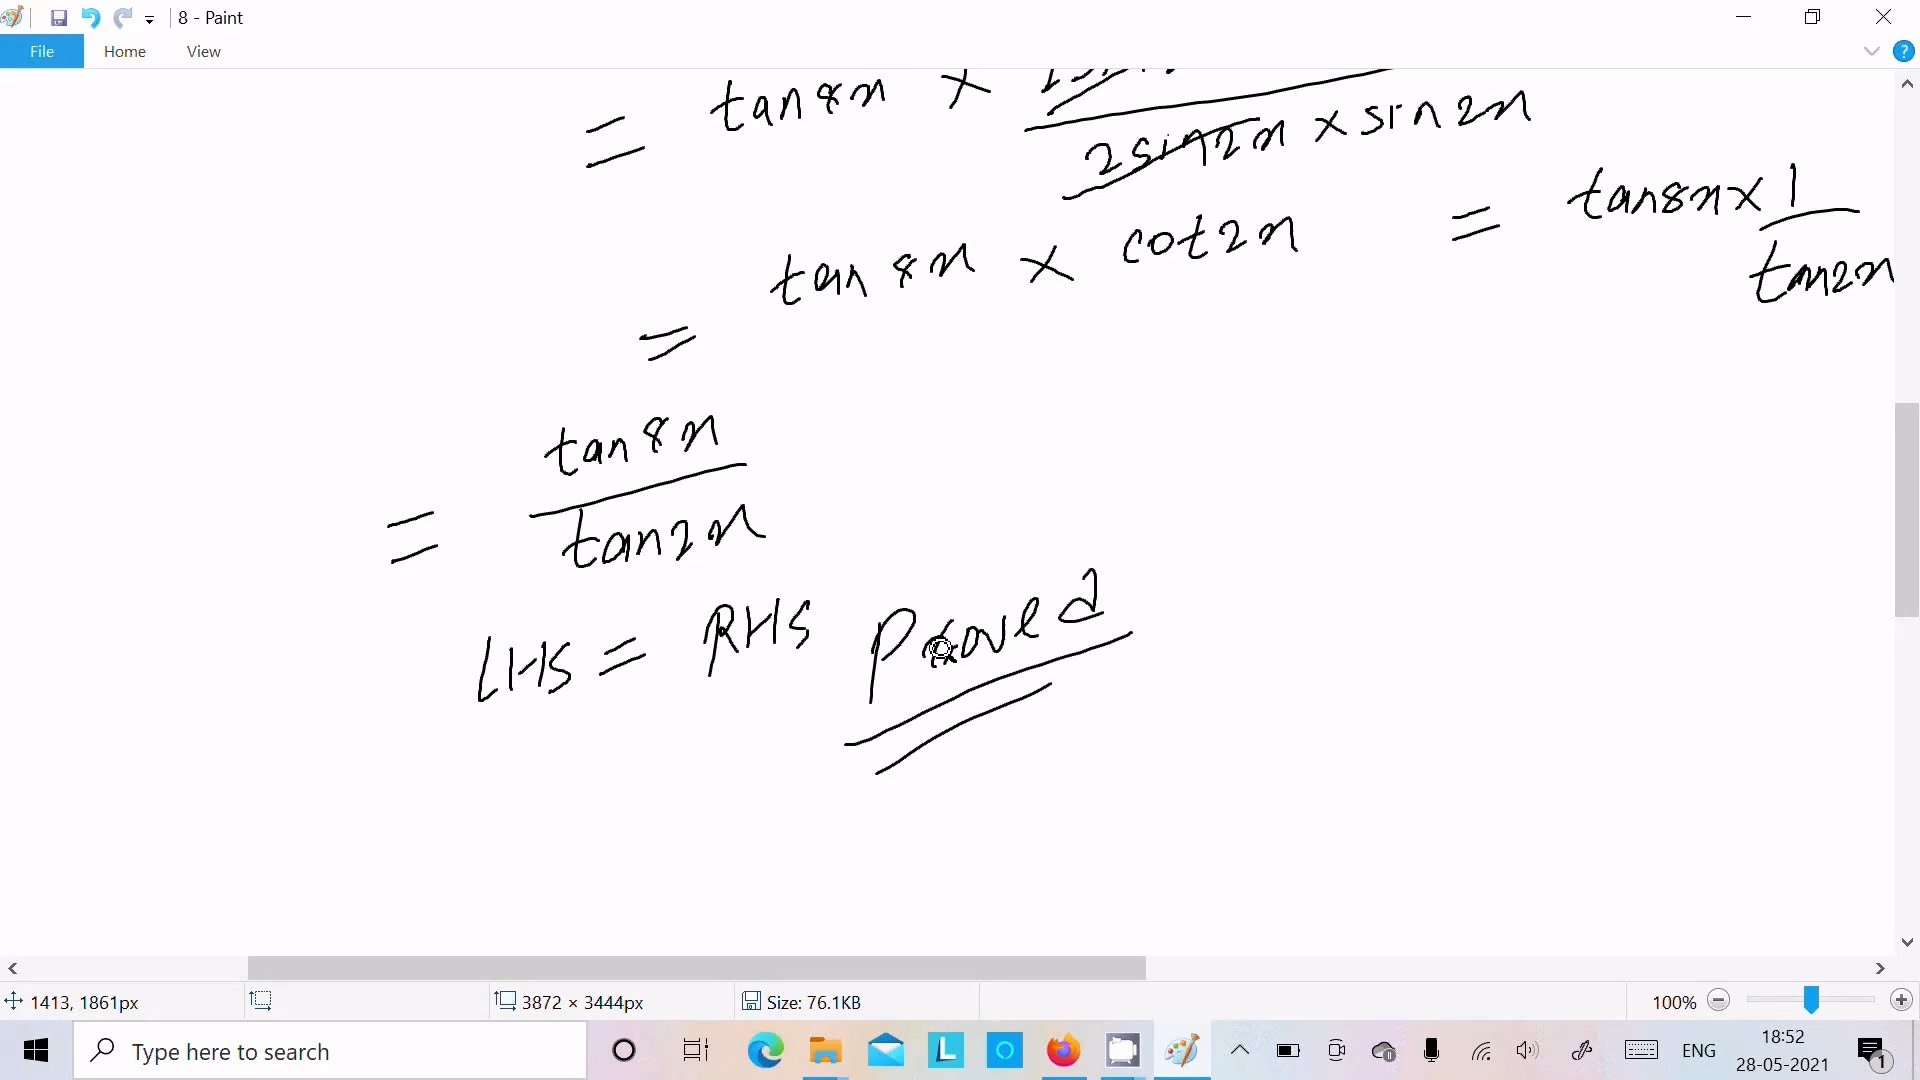 8 - Paint
File Home View
= tan8x ×
2sin2x × sin2x
= tan8x × cot2x = tan8x × 1/tan2x
= tan8x/tan2x
LHS = RHS Proved
1413, 1861px 3872 × 3444px Size: 76.1KB 100%
Type here to search
ENG
18:52
28-05-2021
1